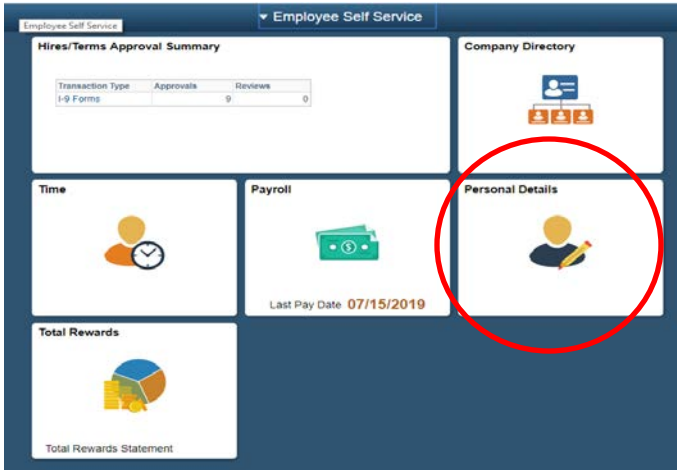 Employee Self Service
Employee Self Service
Hires/Terms Approval Summary
Transaction Type Approvals Reviews
I-9 Forms 9 0
Company Directory
Time
Payroll
Last Pay Date 07/15/2019
Personal Details
Total Rewards
Total Rewards Statement